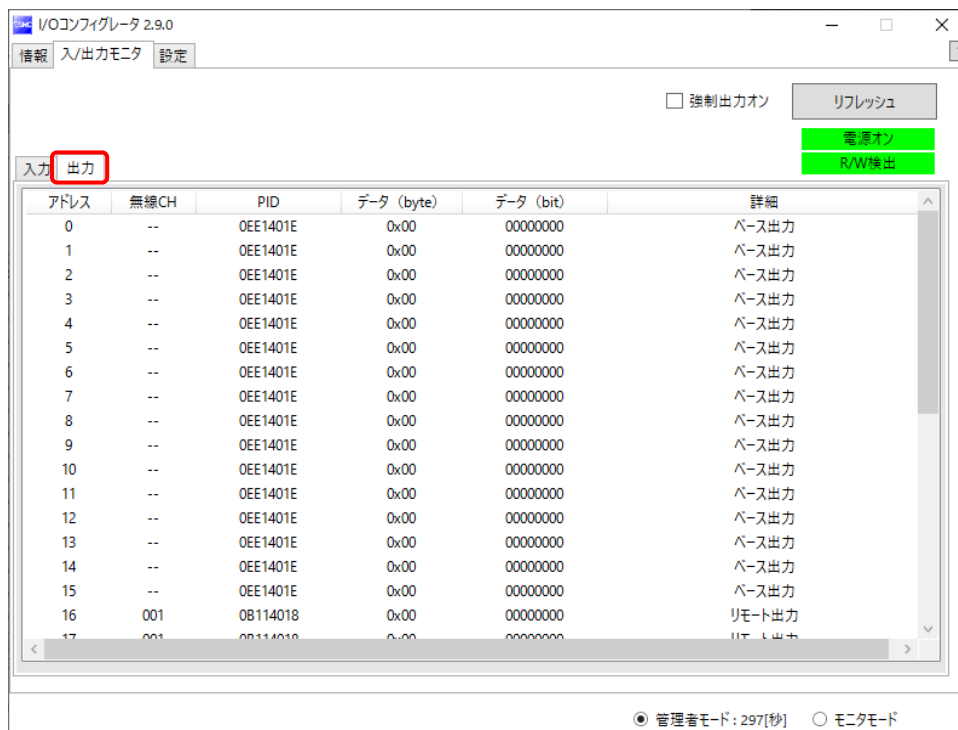 I/Oコンフィグレータ 2.9.0
情報 入/出力モニタ 設定
強制出力オン リフレッシュ
電源オン
R/W検出
入力 出力
アドレス 無線CH PID データ (byte) データ (bit) 詳細
0 -- 0EE1401E 0x00 00000000 ベース出力
1 -- 0EE1401E 0x00 00000000 ベース出力
2 -- 0EE1401E 0x00 00000000 ベース出力
3 -- 0EE1401E 0x00 00000000 ベース出力
4 -- 0EE1401E 0x00 00000000 ベース出力
5 -- 0EE1401E 0x00 00000000 ベース出力
6 -- 0EE1401E 0x00 00000000 ベース出力
7 -- 0EE1401E 0x00 00000000 ベース出力
8 -- 0EE1401E 0x00 00000000 ベース出力
9 -- 0EE1401E 0x00 00000000 ベース出力
10 -- 0EE1401E 0x00 00000000 ベース出力
11 -- 0EE1401E 0x00 00000000 ベース出力
12 -- 0EE1401E 0x00 00000000 ベース出力
13 -- 0EE1401E 0x00 00000000 ベース出力
14 -- 0EE1401E 0x00 00000000 ベース出力
15 -- 0EE1401E 0x00 00000000 ベース出力
16 001 0B114018 0x00 00000000 リモート出力
17 001 0B114018 0x00 00000000 リモート出力
管理者モード : 297[秒] モニタモード